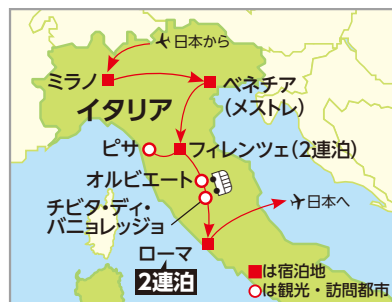 日本から
ミラノ
ベネチア
(メストレ)
イタリア
ピサ
フィレンツェ(2連泊)
オルビエート
チビタ・ディ・
バニョレッジョ
日本へ
ローマ
2連泊
は宿泊地
は観光・訪問都市